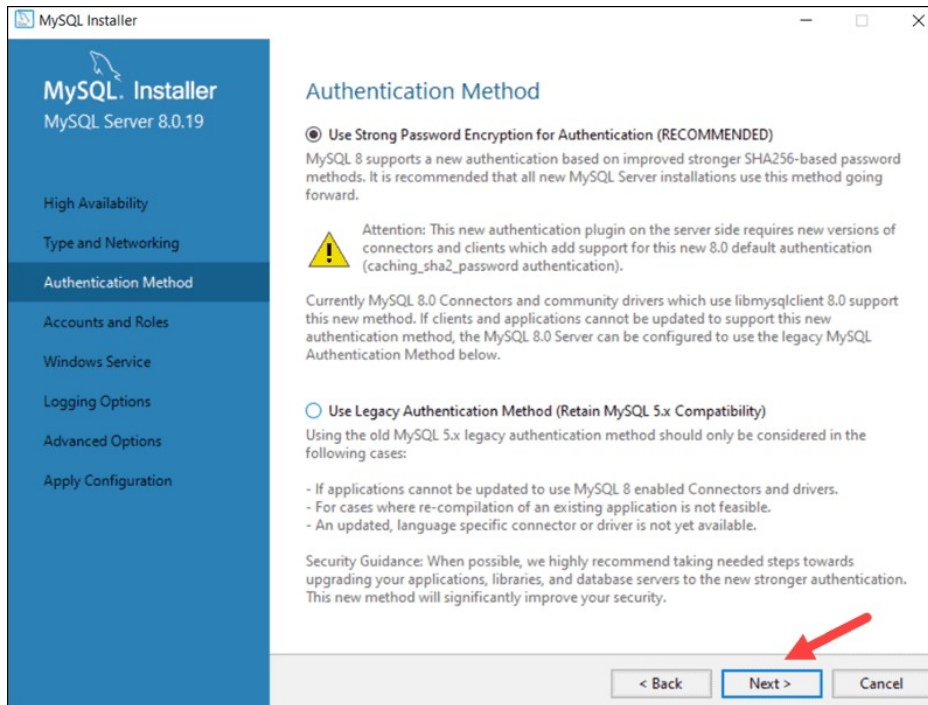 MySQL Installer
MySQL. Installer
MySQL Server 8.0.19
High Availability
Type and Networking
Authentication Method
Accounts and Roles
Windows Service
Logging Options
Advanced Options
Apply Configuration
Authentication Method
Use Strong Password Encryption for Authentication (RECOMMENDED)
MySQL 8 supports a new authentication based on improved stronger SHA256-based password
methods. It is recommended that all new MySQL Server installations use this method going
forward.
Attention: This new authentication plugin on the server side requires new versions of
connectors and clients which add support for this new 8.0 default authentication
(caching_sha2_password authentication).
Currently MySQL 8.0 Connectors and community drivers which use libmysqlclient 8.0 support
this new method. If clients and applications cannot be updated to support this new
authentication method, the MySQL 8.0 Server can be configured to use the legacy MySQL
Authentication Method below.
Use Legacy Authentication Method (Retain MySQL 5.x Compatibility)
Using the old MySQL 5.x legacy authentication method should only be considered in the
following cases:
- If applications cannot be updated to use MySQL 8 enabled Connectors and drivers.
- For cases where re-compilation of an existing application is not feasible.
- An updated, language specific connector or driver is not yet available.
Security Guidance: When possible, we highly recommend taking needed steps towards
upgrading your applications, libraries, and database servers to the new stronger authentication.
This new method will significantly improve your security.
< Back
Next >
Cancel